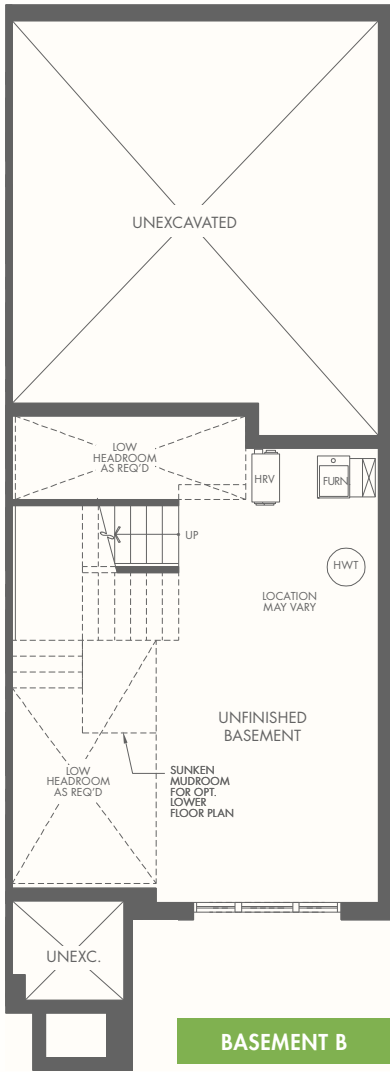 UNEXCAVATED
LOW
HEADROOM
AS REQ'D
HRV
FURN.
UP
HWT
LOCATION
MAY VARY
UNFINISHED
BASEMENT
LOW
HEADROOM
AS REQ'D
SUNKEN
MUDROOM
FOR OPT.
LOWER
FLOOR PLAN
UNEXC.
BASEMENT B